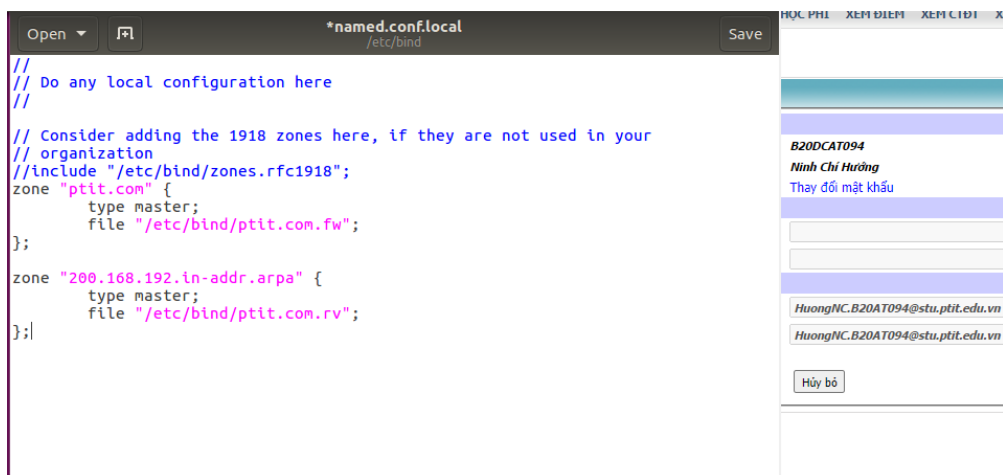 Open
*named.conf.local
/etc/bind
Save
//
// Do any local configuration here
//
// Consider adding the 1918 zones here, if they are not used in your
// organization
//include "/etc/bind/zones.rfc1918";
zone "ptit.com" {
        type master;
        file "/etc/bind/ptit.com.fw";
};
zone "200.168.192.in-addr.arpa" {
        type master;
        file "/etc/bind/ptit.com.rv";
};
HỌC PHÍ XEM ĐIỂM XEM CTĐT X
B20DCAT094
Ninh Chí Hướng
Thay đổi mật khẩu
HuongNC.B20AT094@stu.ptit.edu.vn
HuongNC.B20AT094@stu.ptit.edu.vn
Hủy bỏ